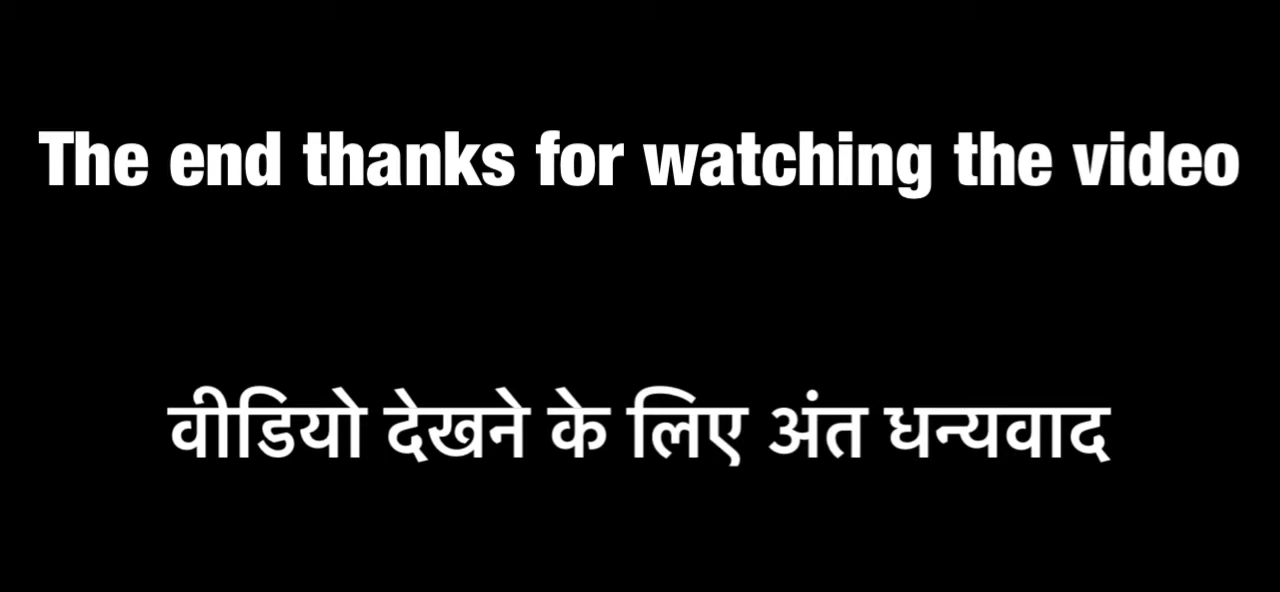 The end thanks for watching the video
वीडियो देखने के लिए अंत धन्यवाद